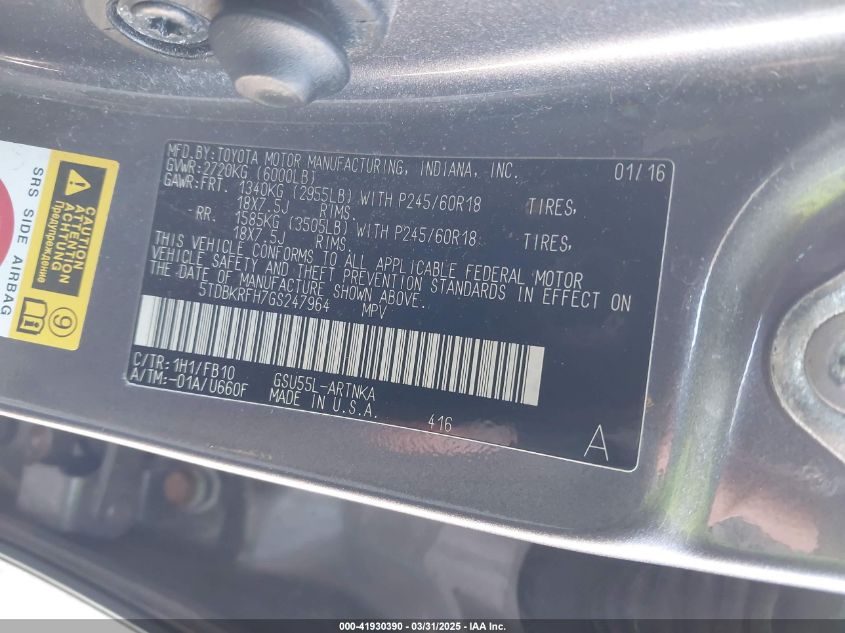 MFD.BY:TOYOTA MOTOR MANUFACTURING, INDIANA, INC. 01/16
GVWR:2720KG (6000LB)
GAWR:FRT. 1340KG (2955LB) WITH P245/60R18 TIRES,
18X7.5J RIMS,
RR. 1585KG (3505LB) WITH P245/60R18 TIRES,
18X7.5J RIMS.
THIS VEHICLE CONFORMS TO ALL APPLICABLE FEDERAL MOTOR
VEHICLE SAFETY AND THEFT PREVENTION STANDARDS IN EFFECT ON
THE DATE OF MANUFACTURE SHOWN ABOVE.
5TDBKRFH7GS247964 MPV
C/TR:1H1/FB10 GSU55L-ARTNKA
A/TM:-01A/U660F MADE IN U.S.A.
416
A
SRS SIDE AIRBAG
CAUTION
ATTENTION
ACHTUNG
Предупреждение
9
000-41930390 - 03/31/2025 - IAA Inc.